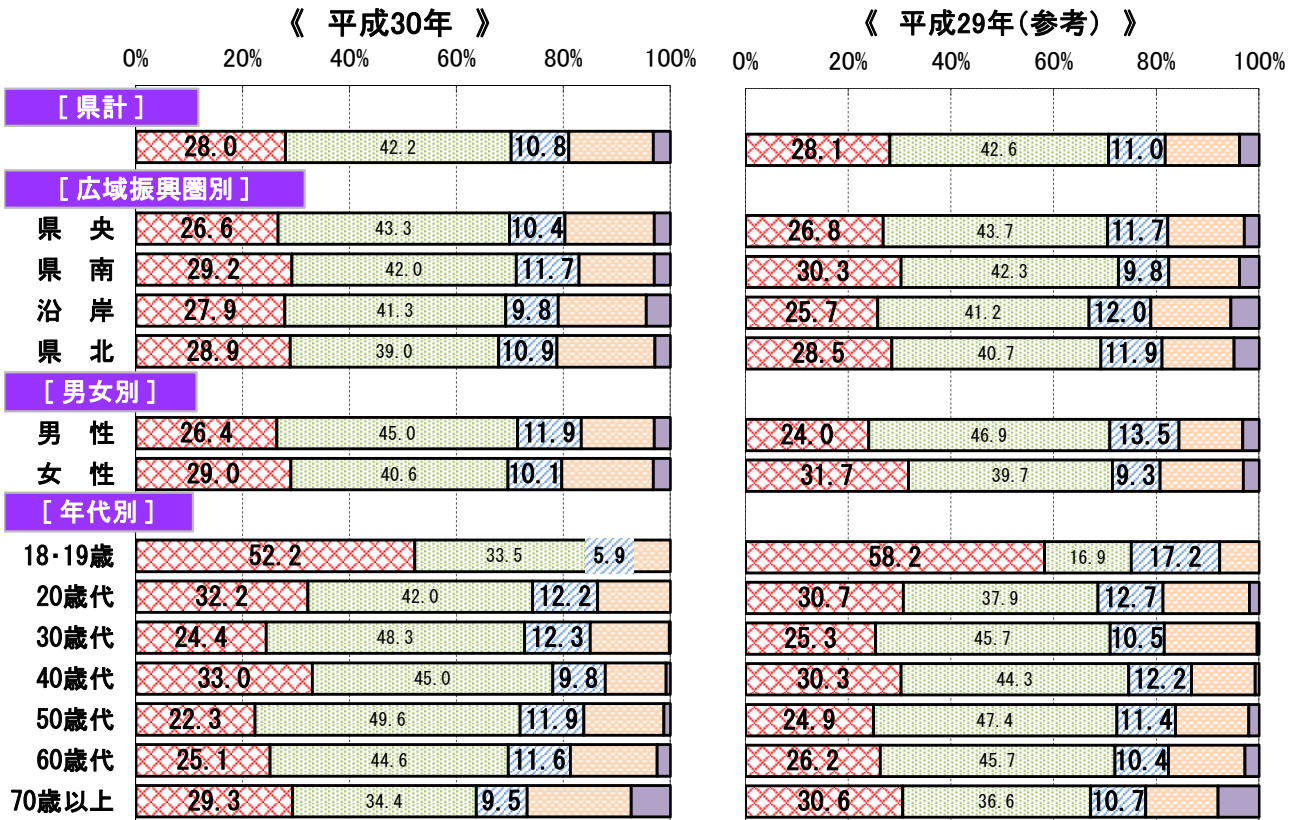 《 平成30年 》 《 平成29年(参考) 》
0% 20% 40% 60% 80% 100% 0% 20% 40% 60% 80% 100%
[ 県計 ]
28.0 42.2 10.8 28.1 42.6 11.0
[ 広域振興圏別 ]
県 央 26.6 43.3 10.4 26.8 43.7 11.7
県 南 29.2 42.0 11.7 30.3 42.3 9.8
沿 岸 27.9 41.3 9.8 25.7 41.2 12.0
県 北 28.9 39.0 10.9 28.5 40.7 11.9
[ 男女別 ]
男 性 26.4 45.0 11.9 24.0 46.9 13.5
女 性 29.0 40.6 10.1 31.7 39.7 9.3
[ 年代別 ]
18・19歳 52.2 33.5 5.9 58.2 16.9 17.2
20歳代 32.2 42.0 12.2 30.7 37.9 12.7
30歳代 24.4 48.3 12.3 25.3 45.7 10.5
40歳代 33.0 45.0 9.8 30.3 44.3 12.2
50歳代 22.3 49.6 11.9 24.9 47.4 11.4
60歳代 25.1 44.6 11.6 26.2 45.7 10.4
70歳以上 29.3 34.4 9.5 30.6 36.6 10.7